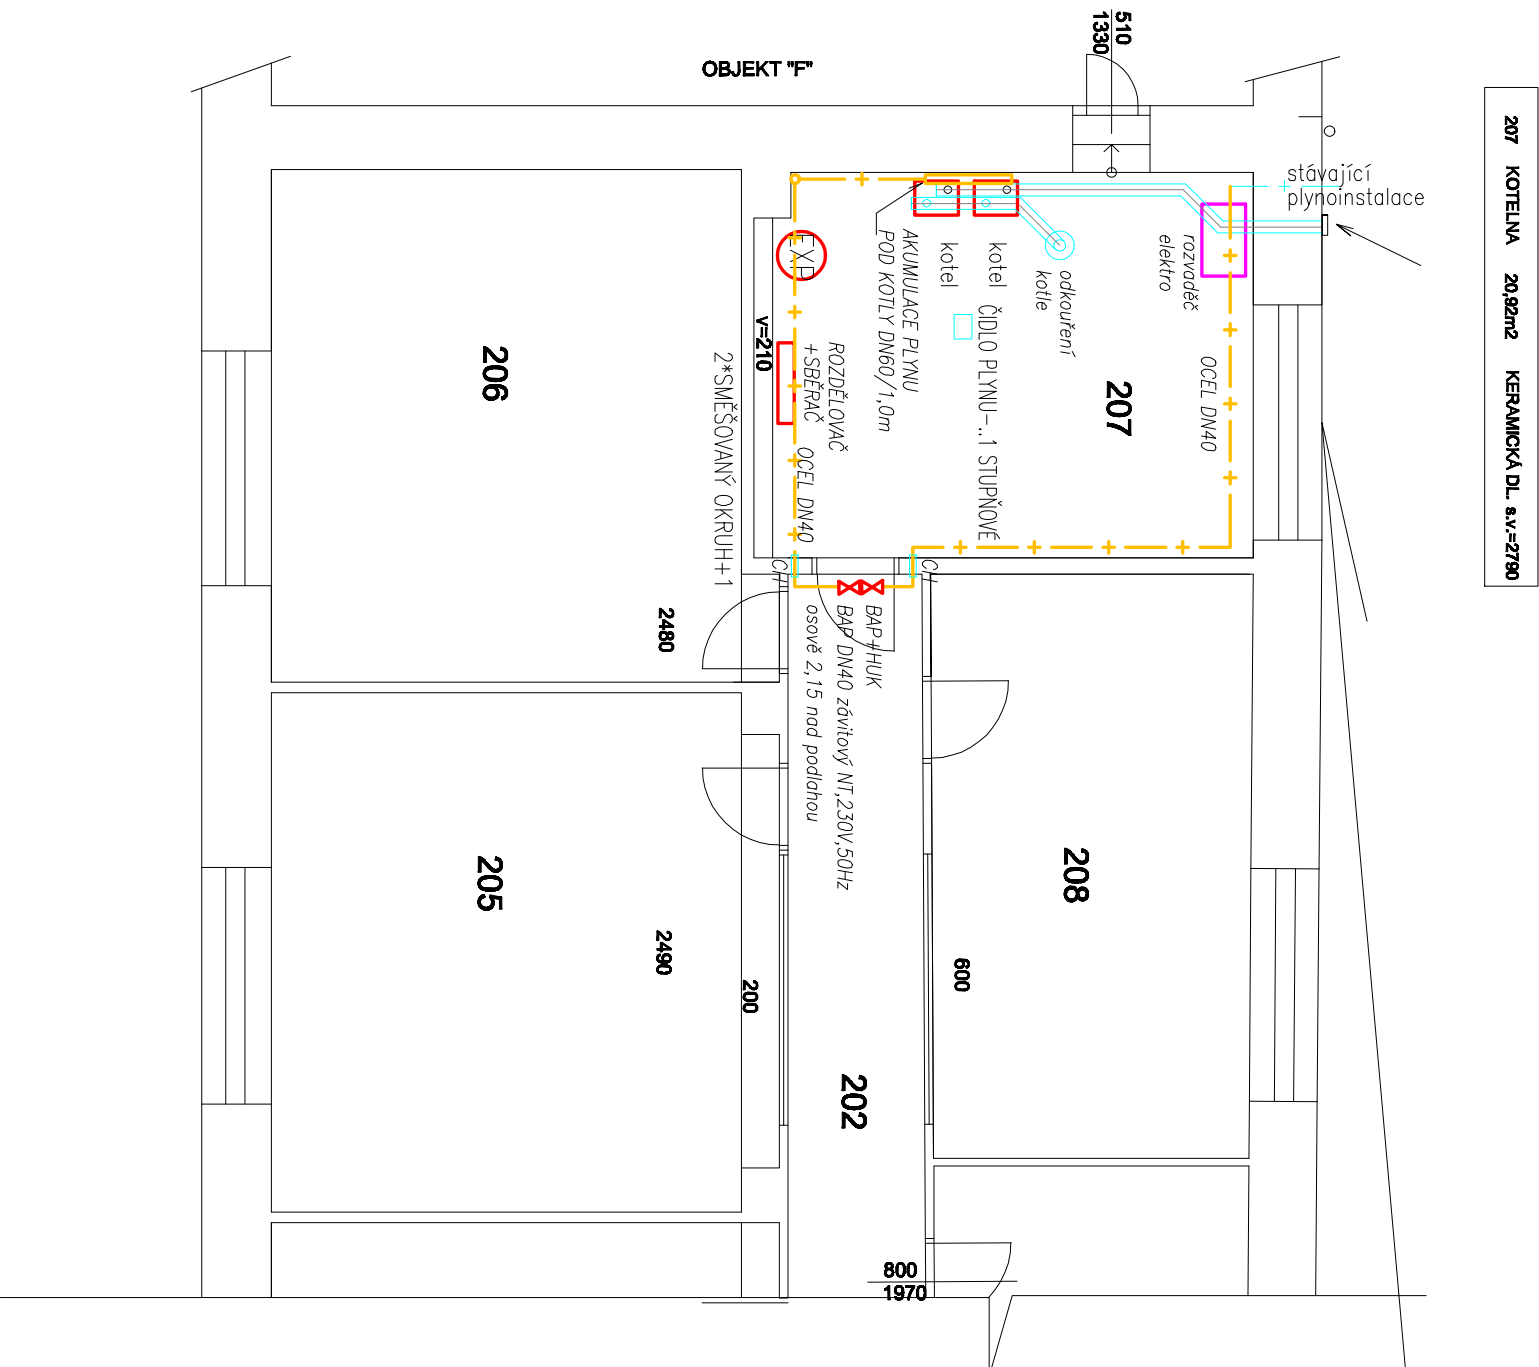 510
1330
OBJEKT "F"
207 KOTELNA 20,92m2 KERAMICKÁ DL. s.v.=2790
stávající
plynoinstalace
rozvaděč
elektro
odkouření
kotle
kotel
kotel
ČIDLO PLYNU-..1 STUPŇOVÉ
AKUMULACE PLYNU
POD KOTLY DN60/1,0m
EXP
207
OCEL DN40
ROZDĚLOVAČ
+SBĚRAČ
OCEL DN40
v=210
2*SMĚŠOVANÝ OKRUH+1
206
CH
CH
BAP+HUK
BAP DN40 závitový NT,230V,50Hz
osově 2,15 nad podlahou
2480
205
208
2490
200
600
202
800
1970